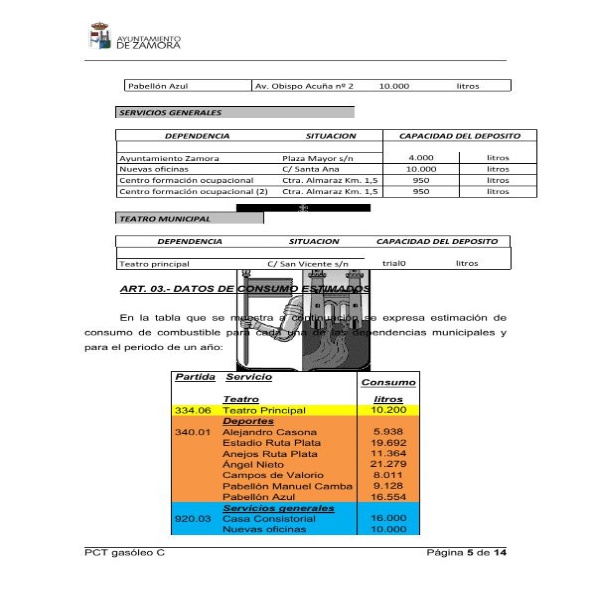 AYUNTAMIENTO
DE ZAMORA
Pabellón Azul Av. Obispo Acuña nº 2 10.000 litros
SERVICIOS GENERALES
DEPENDENCIA SITUACION CAPACIDAD DEL DEPOSITO
Ayuntamiento Zamora Plaza Mayor s/n 4.000 litros
Nuevas oficinas C/ Santa Ana 10.000 litros
Centro formación ocupacional Ctra. Almaraz Km. 1,5 950 litros
Centro formación ocupacional (2) Ctra. Almaraz Km. 1,5 950 litros
TEATRO MUNICIPAL
DEPENDENCIA SITUACION CAPACIDAD DEL DEPOSITO
Teatro principal C/ San Vicente s/n trial0 litros
ART. 03.- DATOS DE CONSUMO ESTIMADOS
En la tabla que se muestra a continuación se expresa estimación de
consumo de combustible para cada una de las dependencias municipales y
para el periodo de un año:
Partida Servicio Consumo
Teatro litros
334.06 Teatro Principal 10.200
Deportes
340.01 Alejandro Casona 5.938
Estadio Ruta Plata 19.692
Anejos Ruta Plata 11.364
Ángel Nieto 21.279
Campos de Valorio 8.011
Pabellón Manuel Camba 9.128
Pabellón Azul 16.554
Servicios generales
920.03 Casa Consistorial 16.000
Nuevas oficinas 10.000
PCT gasóleo C Página 5 de 14